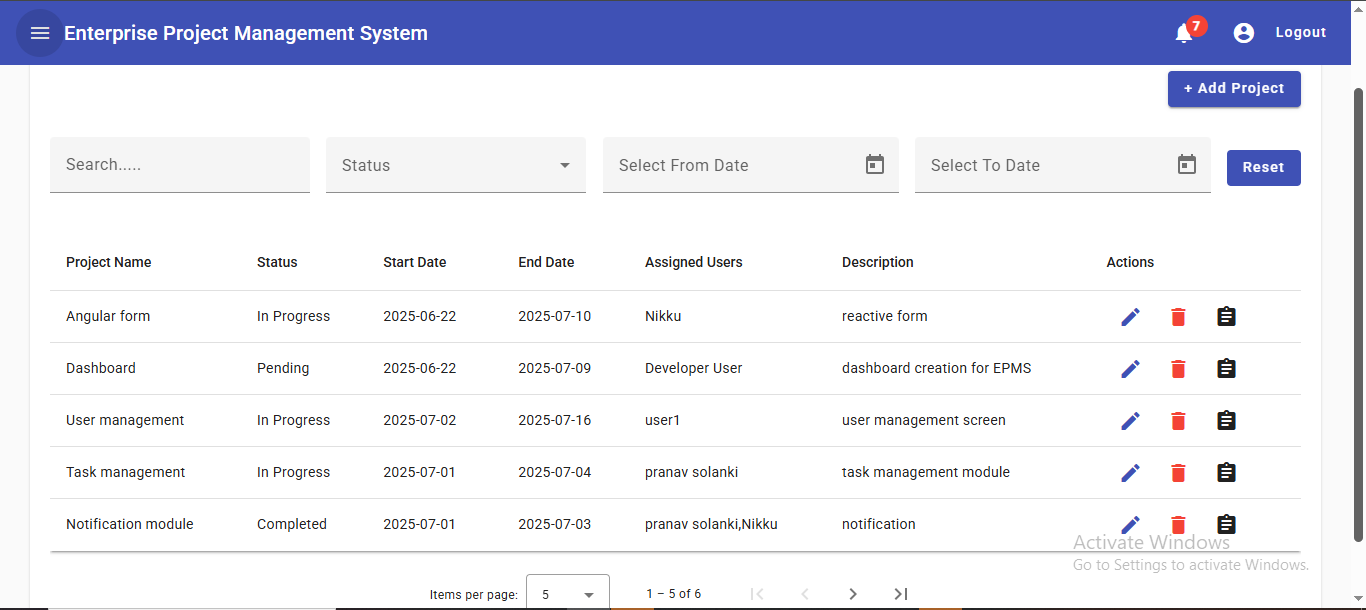 Enterprise Project Management System 7 Logout
+ Add Project
Search..... Status Select From Date Select To Date Reset
Project Name Status Start Date End Date Assigned Users Description Actions
Angular form In Progress 2025-06-22 2025-07-10 Nikku reactive form
Dashboard Pending 2025-06-22 2025-07-09 Developer User dashboard creation for EPMS
User management In Progress 2025-07-02 2025-07-16 user1 user management screen
Task management In Progress 2025-07-01 2025-07-04 pranav solanki task management module
Notification module Completed 2025-07-01 2025-07-03 pranav solanki,Nikku notification
Activate Windows
Go to Settings to activate Windows.
Items per page: 5 1 – 5 of 6